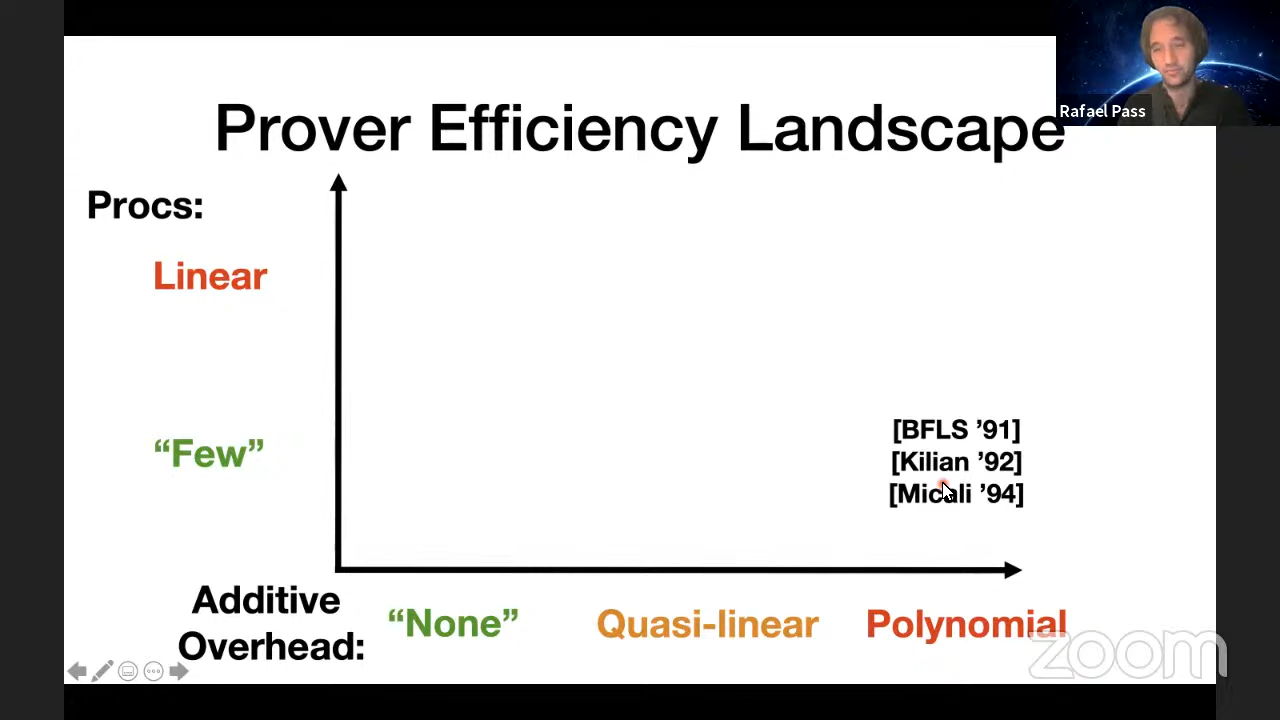 Rafael Pass
Prover Efficiency Landscape
Procs:
Linear
“Few”
[BFLS ’91]
[Kilian ’92]
[Micali ’94]
Additive
Overhead:
“None”
Quasi-linear
Polynomial
zoom